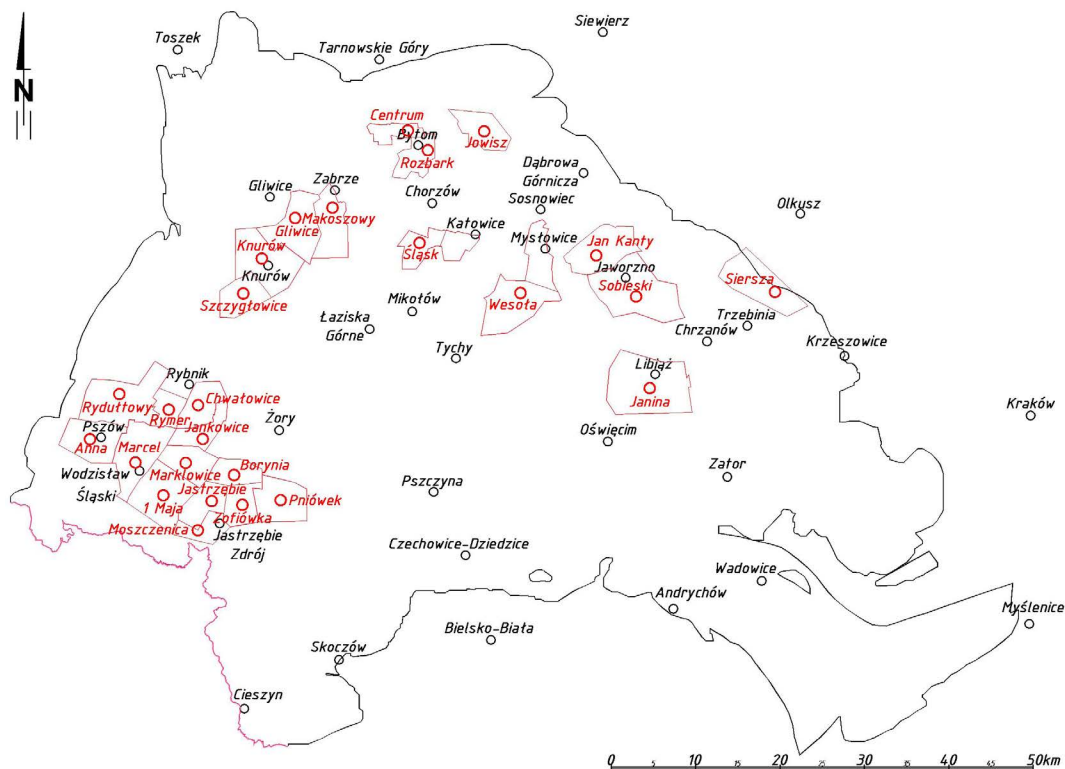 Siewierz
Toszek
Tarnowskie Góry
N
Centrum
Bytom
Jowisz
Rozbark
Dąbrowa
Górnicza
Gliwice
Zabrze
Chorzów
Sosnowiec
Olkusz
Makoszowy
Gliwice
Katowice
Mysłowice
Jan Kanty
Knurów
Śląsk
Knurów
Jaworzno
Siersza
Sobieski
Szczygłowice
Wesoła
Mikołów
Łaziska
Górne
Trzebinia
Chrzanów
Tychy
Krzeszowice
Rybnik
Libiąż
Janina
Rydułtowy
Chwałowice
Rymer
Kraków
Żory
Pszów
Jankowice
Anna
Oświęcim
Marcel
Wodzisław
Śląski
Marklowice
Borynia
Zator
Jastrzębie
Pszczyna
Pniówek
1 Maja
Zofiówka
Moszczenica
Jastrzębie
Zdrój
Czechowice-Dziedzice
Wadowice
Andrychów
Myślenice
Bielsko-Biała
Skoczów
Cieszyn
0 5 10 15 20 25 30 35 40 45 50km